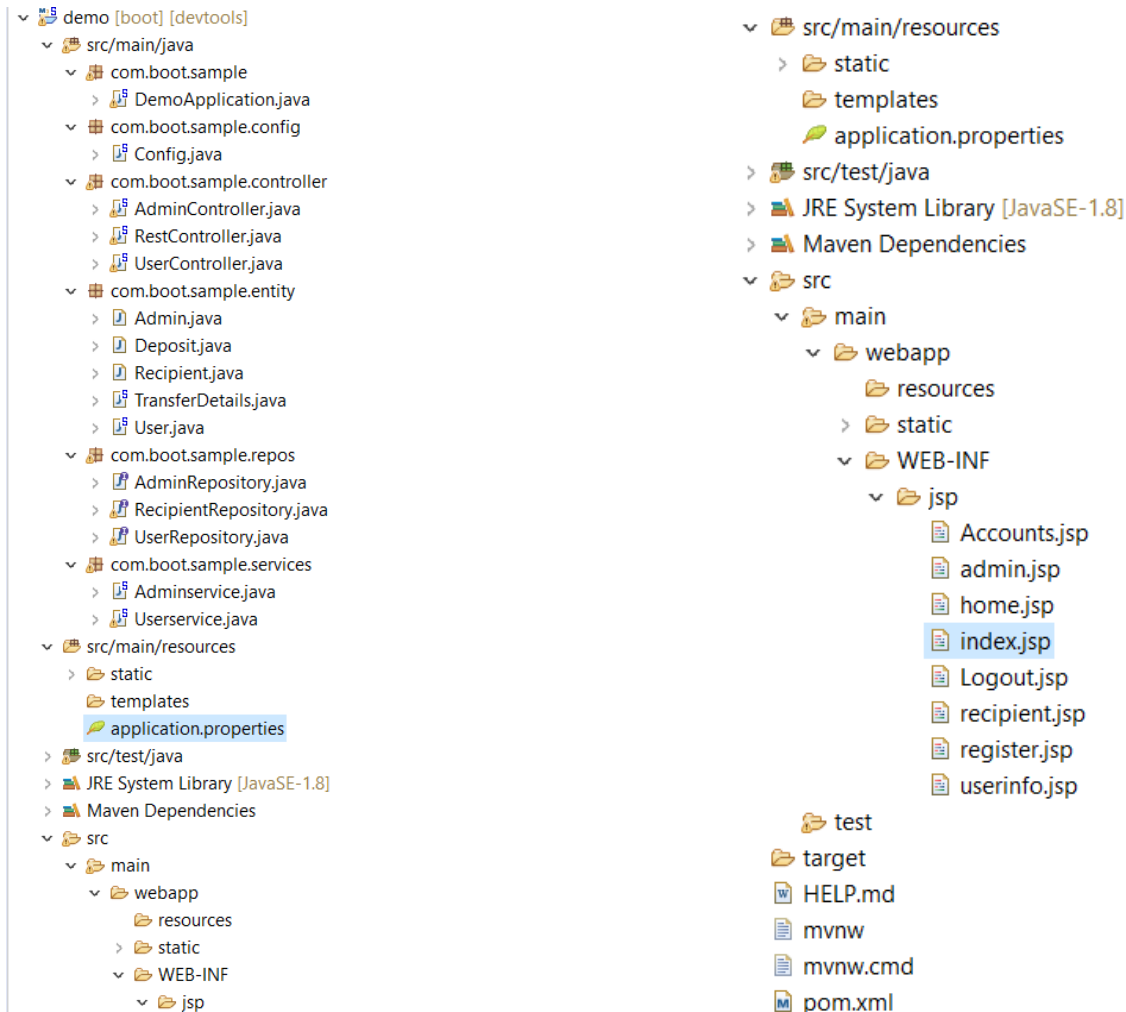 demo [boot] [devtools]
src/main/java
com.boot.sample
DemoApplication.java
com.boot.sample.config
Config.java
com.boot.sample.controller
AdminController.java
RestController.java
UserController.java
com.boot.sample.entity
Admin.java
Deposit.java
Recipient.java
TransferDetails.java
User.java
com.boot.sample.repos
AdminRepository.java
RecipientRepository.java
UserRepository.java
com.boot.sample.services
Adminservice.java
Userservice.java
src/main/resources
static
templates
application.properties
src/test/java
JRE System Library [JavaSE-1.8]
Maven Dependencies
src
main
webapp
resources
static
WEB-INF
jsp
src/main/resources
static
templates
application.properties
src/test/java
JRE System Library [JavaSE-1.8]
Maven Dependencies
src
main
webapp
resources
static
WEB-INF
jsp
Accounts.jsp
admin.jsp
home.jsp
index.jsp
Logout.jsp
recipient.jsp
register.jsp
userinfo.jsp
test
target
HELP.md
mvnw
mvnw.cmd
pom.xml